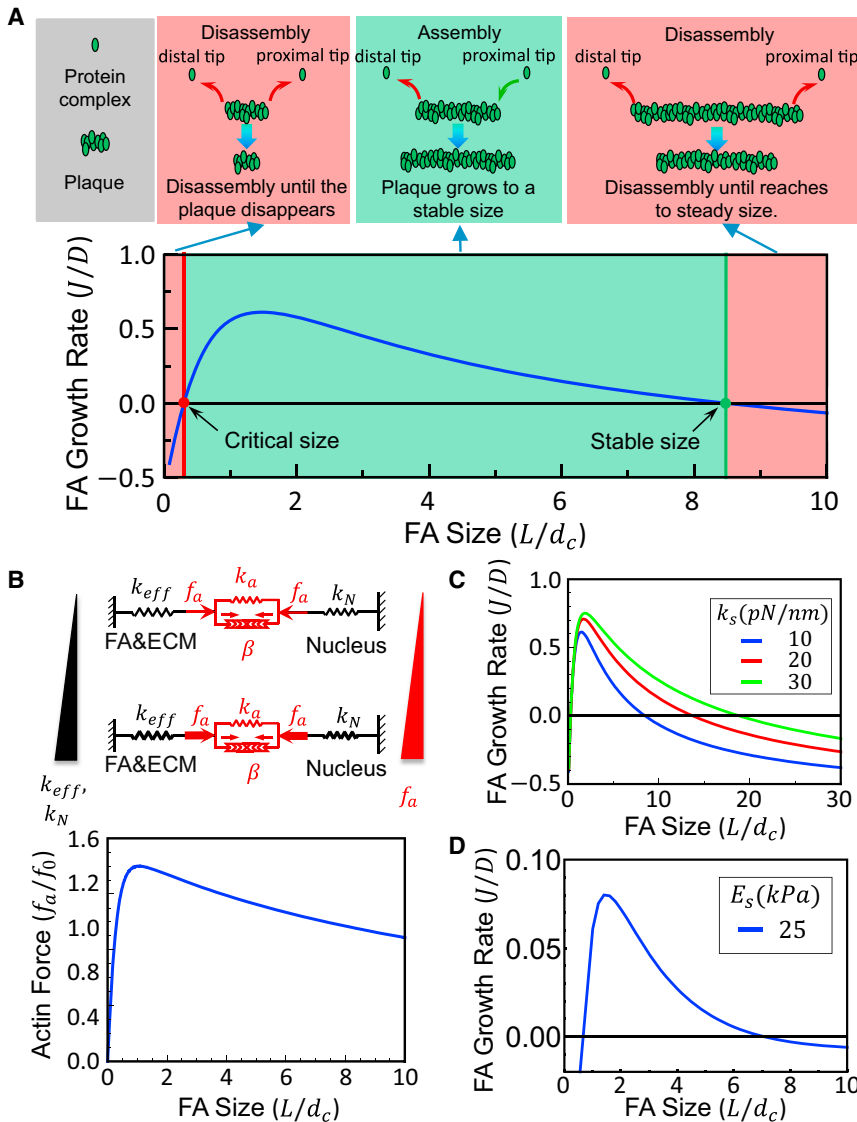 A
Protein
complex
Plaque
Disassembly
distal tip
proximal tip
Disassembly until the
plaque disappears
Assembly
distal tip
proximal tip
Plaque grows to a
stable size
Disassembly
distal tip
proximal tip
Disassembly until reaches
to steady size.
FA Growth Rate (J/D)
1.0
0.5
0.0
−0.5
Critical size
Stable size
0 2 4 6 8 10
FA Size (L/d_c)
B
k_eff f_a k_a f_a k_N
FA&ECM β Nucleus
k_eff f_a k_a f_a k_N
FA&ECM β Nucleus
k_eff,
k_N
f_a
Actin Force (f_a/f_0)
1.6
1.2
1.0
0.8
0.4
0.0
0 2 4 6 8 10
FA Size (L/d_c)
C
FA Growth Rate (J/D)
1.0
0.5
0.0
−0.5
k_s(pN/nm)
10
20
30
0 10 20 30
FA Size (L/d_c)
D
FA Growth Rate (J/D)
0.10
0.05
0.00
E_s(kPa)
25
0 2 4 6 8 10
FA Size (L/d_c)